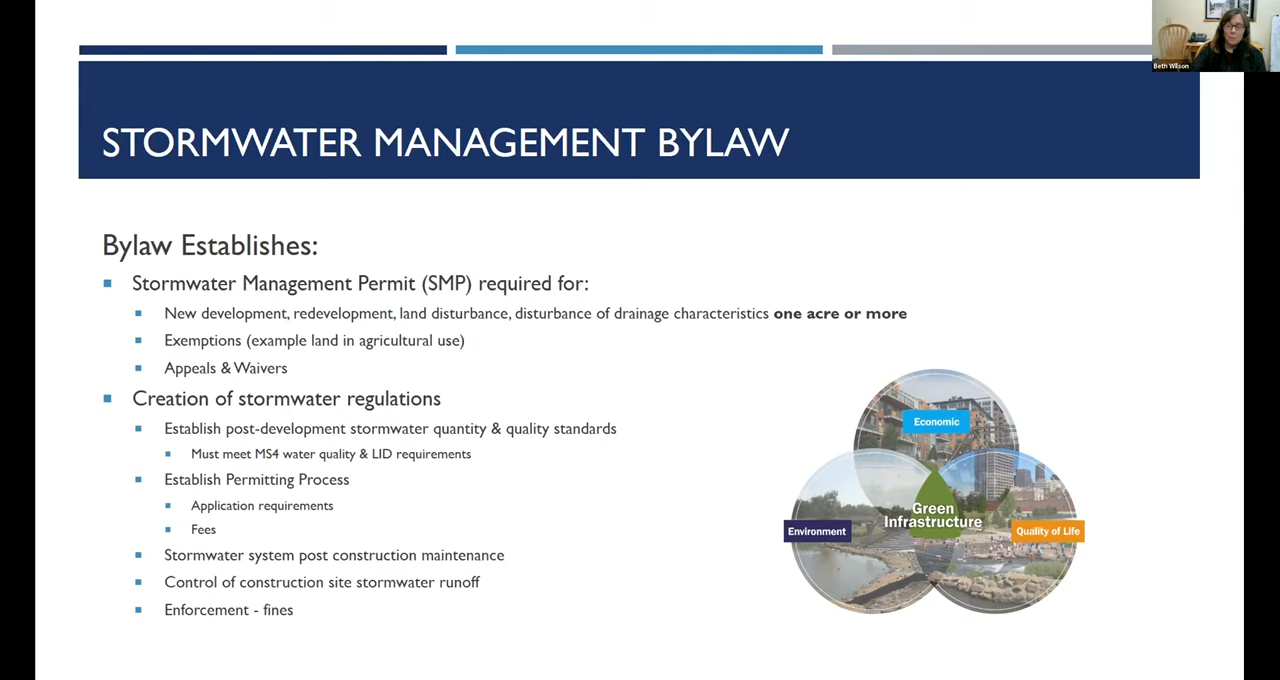 Beth Wilson
STORMWATER MANAGEMENT BYLAW
Bylaw Establishes:
Stormwater Management Permit (SMP) required for:
New development, redevelopment, land disturbance, disturbance of drainage characteristics one acre or more
Exemptions (example land in agricultural use)
Appeals & Waivers
Creation of stormwater regulations
Establish post-development stormwater quantity & quality standards
Must meet MS4 water quality & LID requirements
Establish Permitting Process
Application requirements
Fees
Stormwater system post construction maintenance
Control of construction site stormwater runoff
Enforcement - fines
Economic
Green
Infrastructure
Environment
Quality of Life